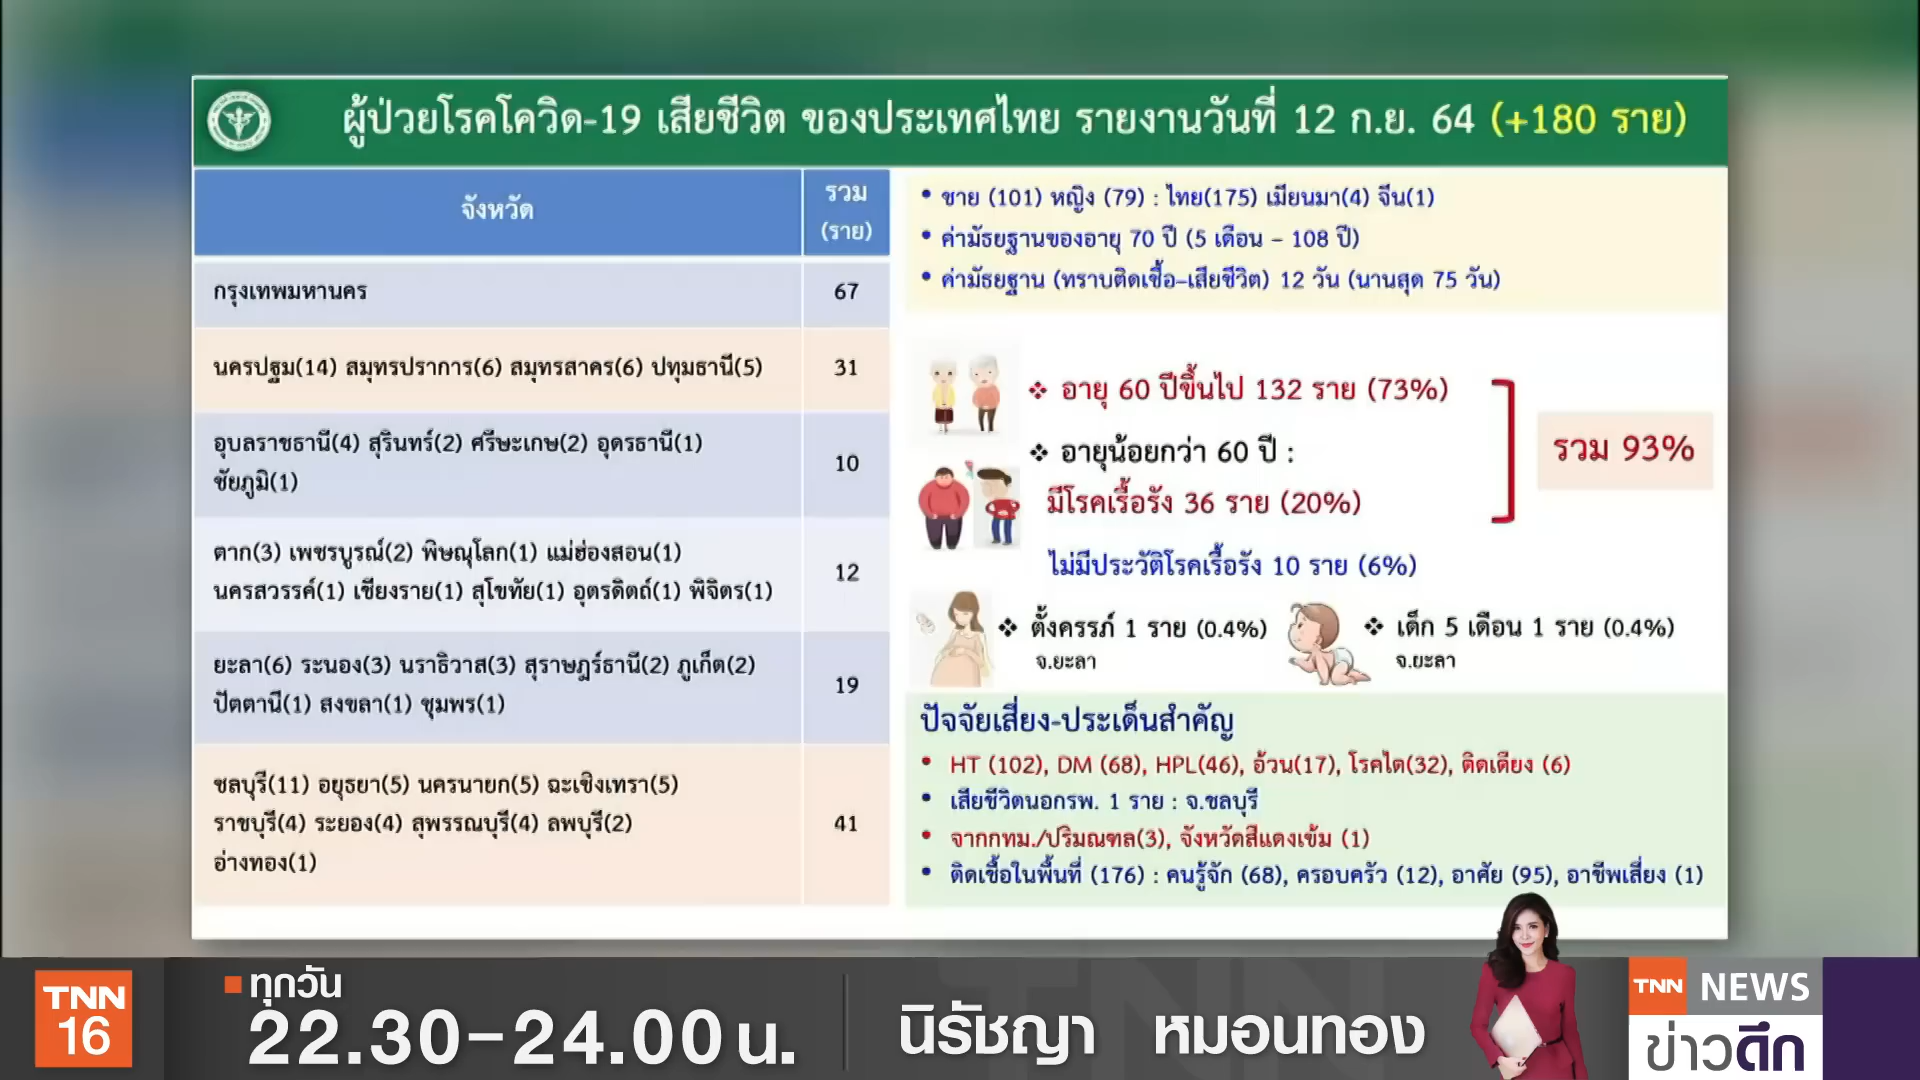 ผู้ป่วยโรคโควิด-19 เสียชีวิต ของประเทศไทย รายงานวันที่ 12 ก.ย. 64 (+180 ราย)
จังหวัด
รวม
(ราย)
กรุงเทพมหานคร
67
นครปฐม(14) สมุทรปราการ(6) สมุทรสาคร(6) ปทุมธานี(5)
31
อุบลราชธานี(4) สุรินทร์(2) ศรีษะเกษ(2) อุดรธานี(1)
ชัยภูมิ(1)
10
ตาก(3) เพชรบูรณ์(2) พิษณุโลก(1) แม่ฮ่องสอน(1)
นครสวรรค์(1) เชียงราย(1) สุโขทัย(1) อุตรดิตถ์(1) พิจิตร(1)
12
ยะลา(6) ระนอง(3) นราธิวาส(3) สุราษฎร์ธานี(2) ภูเก็ต(2)
ปัตตานี(1) สงขลา(1) ชุมพร(1)
19
ชลบุรี(11) อยุธยา(5) นครนายก(5) ฉะเชิงเทรา(5)
ราชบุรี(4) ระยอง(4) สุพรรณบุรี(4) ลพบุรี(2)
อ่างทอง(1)
41
• ชาย (101) หญิง (79) : ไทย(175) เมียนมา(4) จีน(1)
• ค่ามัธยฐานของอายุ 70 ปี (5 เดือน – 108 ปี)
• ค่ามัธยฐาน (ทราบติดเชื้อ–เสียชีวิต) 12 วัน (นานสุด 75 วัน)
❖ อายุ 60 ปีขึ้นไป 132 ราย (73%)
❖ อายุน้อยกว่า 60 ปี :
มีโรคเรื้อรัง 36 ราย (20%)
รวม 93%
ไม่มีประวัติโรคเรื้อรัง 10 ราย (6%)
❖ ตั้งครรภ์ 1 ราย (0.4%)
จ.ยะลา
❖ เด็ก 5 เดือน 1 ราย (0.4%)
จ.ยะลา
ปัจจัยเสี่ยง-ประเด็นสำคัญ
• HT (102), DM (68), HPL(46), อ้วน(17), โรคไต(32), ติดเตียง (6)
• เสียชีวิตนอกรพ. 1 ราย : จ.ชลบุรี
• จากกทม./ปริมณฑล(3), จังหวัดสีแดงเข้ม (1)
• ติดเชื้อในพื้นที่ (176) : คนรู้จัก (68), ครอบครัว (12), อาศัย (95), อาชีพเสี่ยง (1)
TNN
16
ทุกวัน
22.30-24.00 น.
นิรัชญา หมอนทอง
TNN NEWS
ข่าวดึก